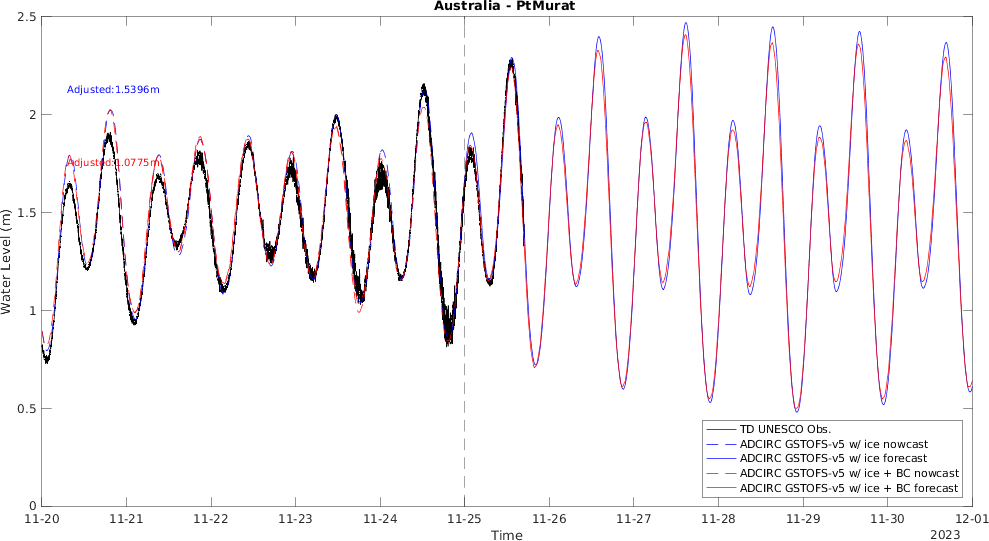 Australia - PtMurat
2.5
2
1.5
1
0.5
0
Water Level (m)
Adjusted:1.5396m
Adjusted:1.0775m
TD UNESCO Obs.
ADCIRC GSTOFS-v5 w/ ice nowcast
ADCIRC GSTOFS-v5 w/ ice forecast
ADCIRC GSTOFS-v5 w/ ice + BC nowcast
ADCIRC GSTOFS-v5 w/ ice + BC forecast
11-20 11-21 11-22 11-23 11-24 11-25 11-26 11-27 11-28 11-29 11-30 12-01
Time
2023